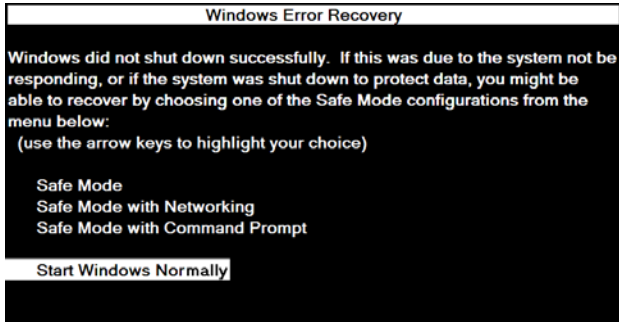 Windows Error Recovery
Windows did not shut down successfully.  If this was due to the system not be
responding, or if the system was shut down to protect data, you might be
able to recover by choosing one of the Safe Mode configurations from the
menu below:
(use the arrow keys to highlight your choice)
Safe Mode
Safe Mode with Networking
Safe Mode with Command Prompt
Start Windows Normally